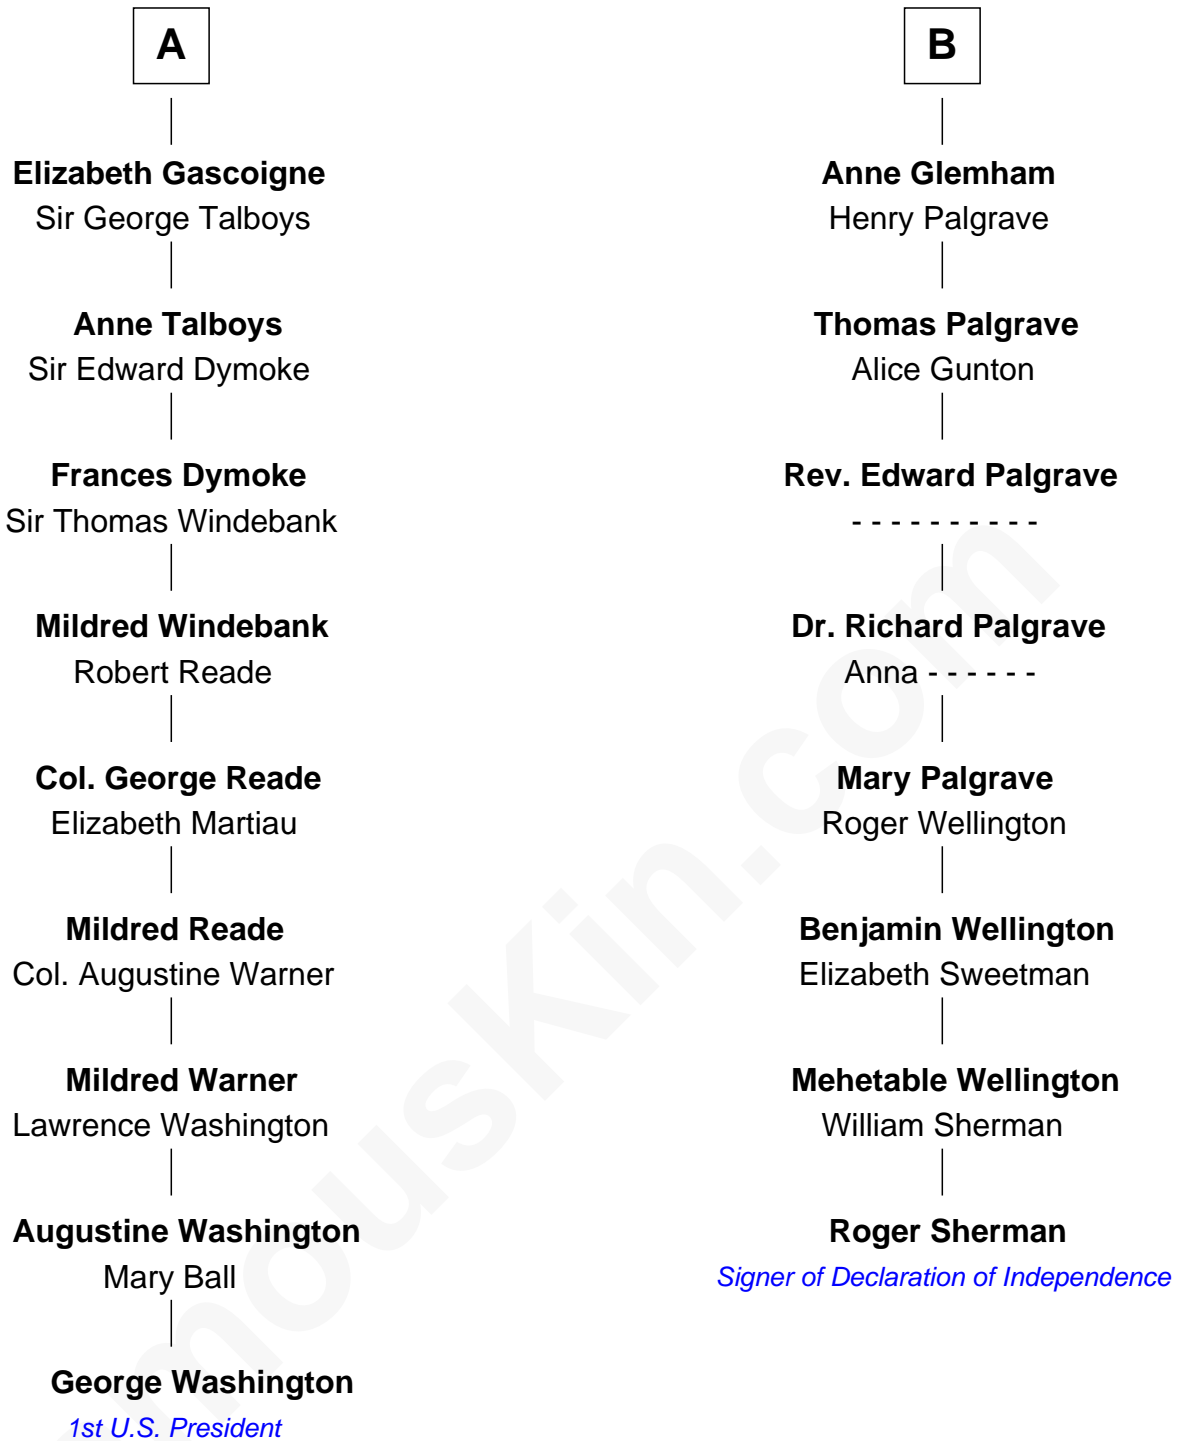 A
Elizabeth Gascoigne
Sir George Talboys
Anne Talboys
Sir Edward Dymoke
Frances Dymoke
Sir Thomas Windebank
Mildred Windebank
Robert Reade
Col. George Reade
Elizabeth Martiau
Mildred Reade
Col. Augustine Warner
Mildred Warner
Lawrence Washington
Augustine Washington
Mary Ball
George Washington
1st U.S. President
B
Anne Glemham
Henry Palgrave
Thomas Palgrave
Alice Gunton
Rev. Edward Palgrave
- - - - - - - - - -
Dr. Richard Palgrave
Anna - - - - - -
Mary Palgrave
Roger Wellington
Benjamin Wellington
Elizabeth Sweetman
Mehetable Wellington
William Sherman
Roger Sherman
Signer of Declaration of Independence
mousKin.com